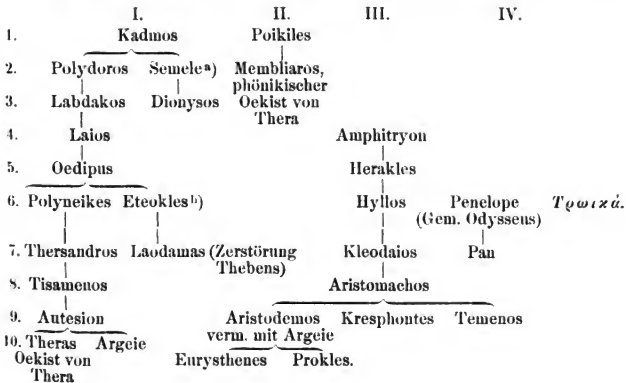 I. II. III. IV.
1. Kadmos Poikiles
2. Polydoros Semele a) Membliaros,
phönikischer
3. Labdakos Dionysos Oekist von
Thera
4. Laios Amphitryon
5. Oedipus Herakles
6. Polyneikes Eteokles b) Hyllos Penelope Τρωικά.
(Gem. Odysseus)
7. Thersandros Laodamas (Zerstörung Kleodaios Pan
Thebens)
8. Tisamenos Aristomachos
9. Autesion Aristodemos Kresphontes Temenos
verm. mit Argeie
10. Theras Argeie
Oekist von Eurysthenes Prokles.
Thera